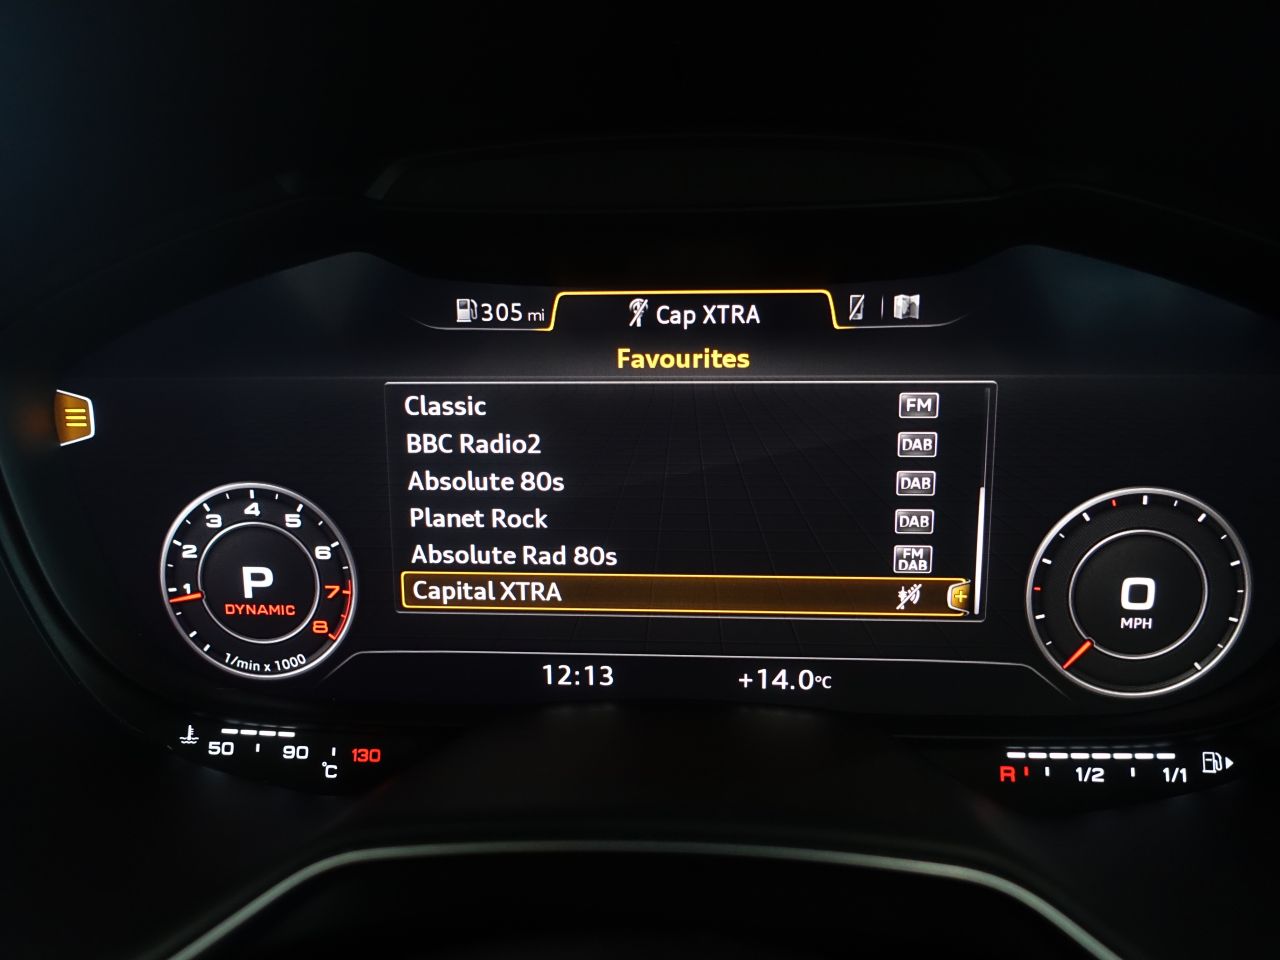 305 mi
Cap XTRA
Favourites
Classic FM
BBC Radio2 DAB
Absolute 80s DAB
Planet Rock DAB
Absolute Rad 80s FM DAB
Capital XTRA
1 2 3 4 5 6 7 8
P
DYNAMIC
1/min x 1000
0
MPH
12:13 +14.0°C
50 90 130
°C
R 1/2 1/1